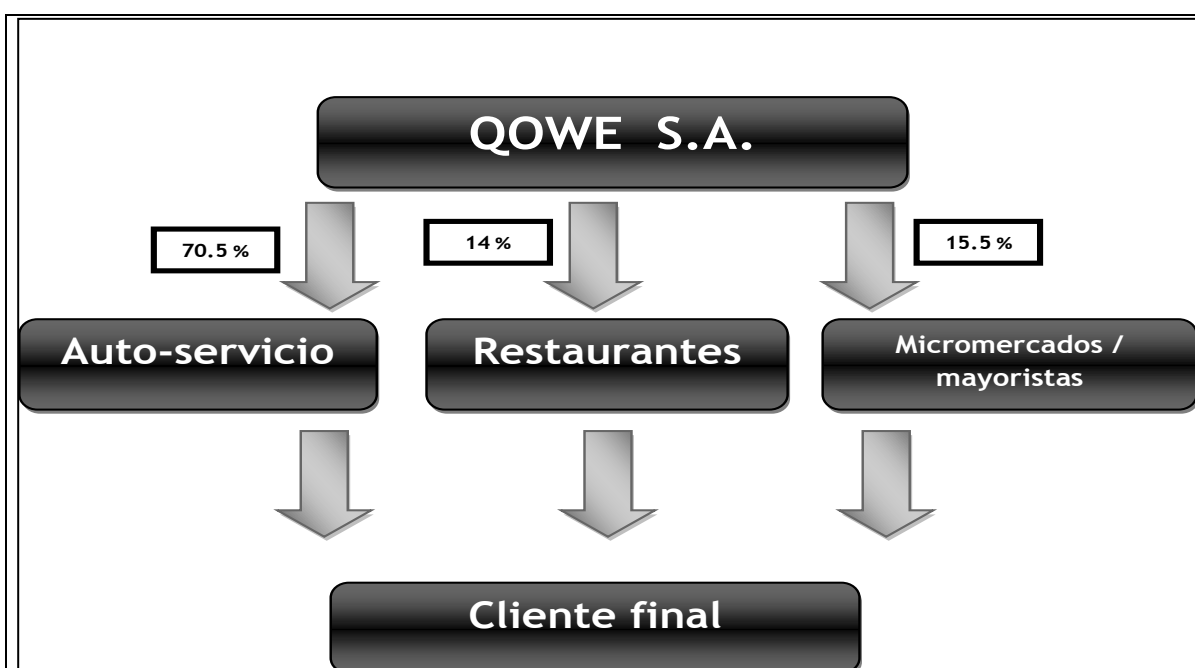 QOWE S.A.
70.5 %
14 %
15.5 %
Auto-servicio
Restaurantes
Micromercados /
mayoristas
Cliente final